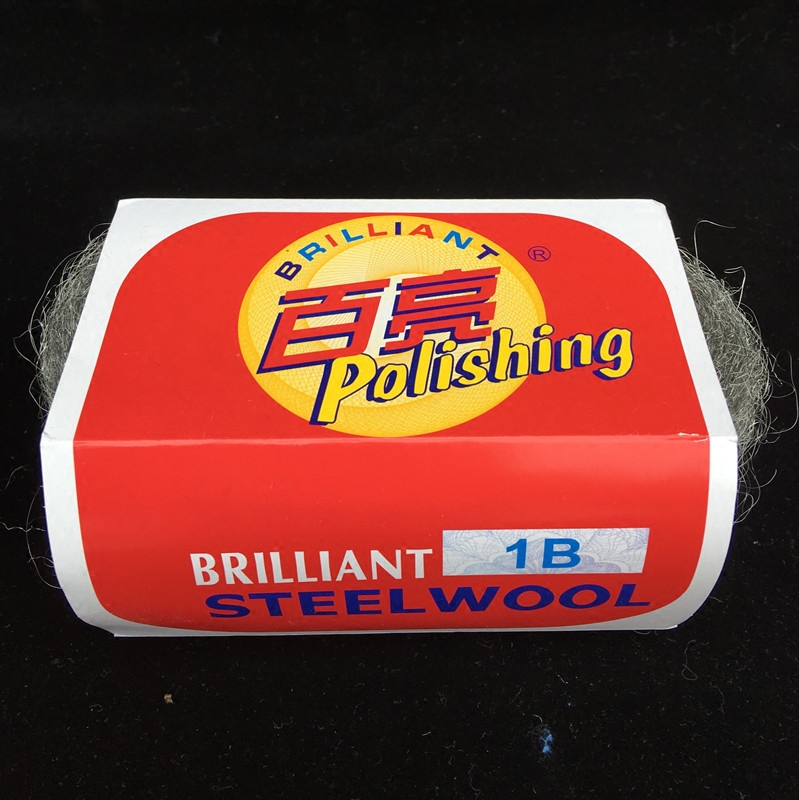 BRILLIANT ®
百亮
Polishing
BRILLIANT 1B
STEELWOOL